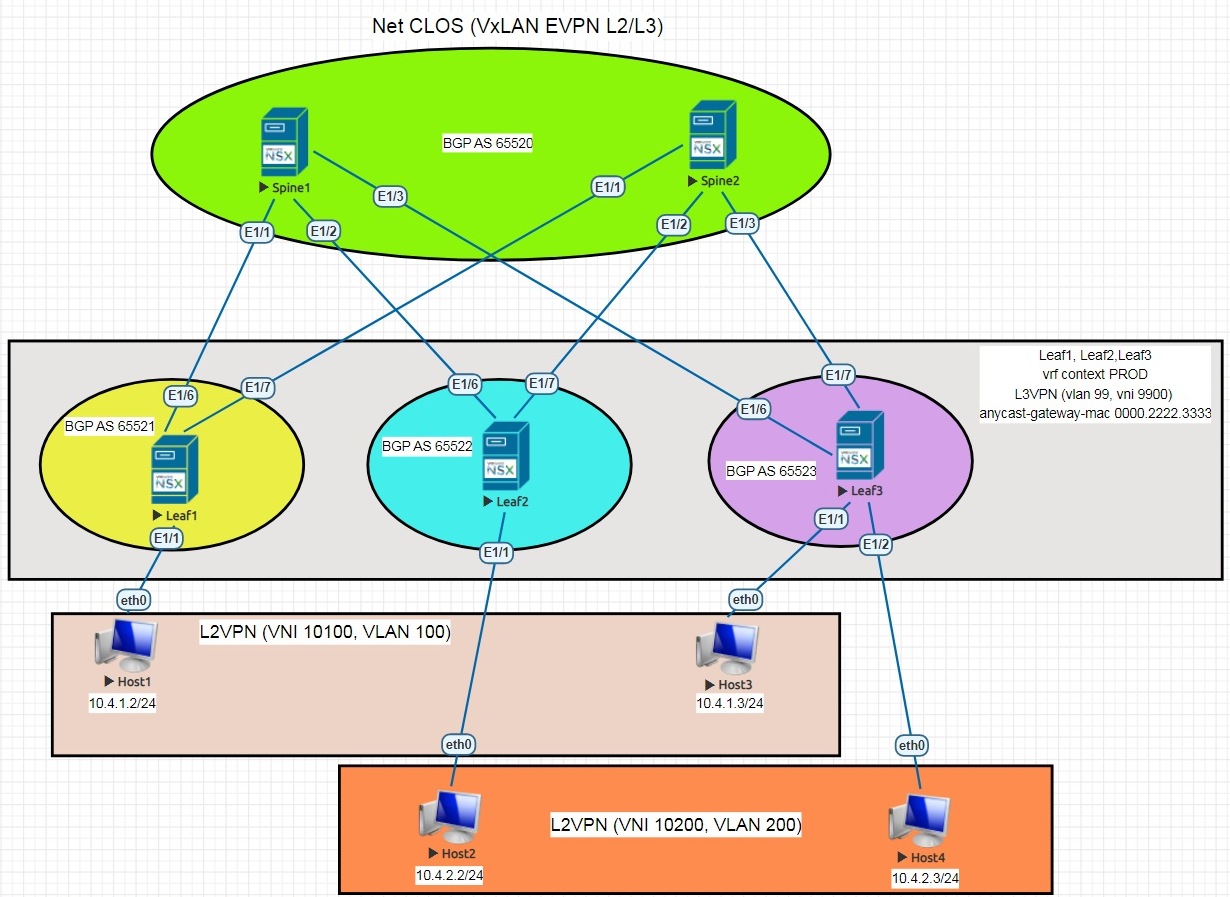 Net CLOS (VxLAN EVPN L2/L3)
BGP AS 65520
NSX
Spine1
NSX
Spine2
E1/1
E1/2
E1/3
E1/1
E1/2
E1/3
Leaf1, Leaf2,Leaf3
vrf context PROD
L3VPN (vlan 99, vni 9900)
anycast-gateway-mac 0000.2222.3333
E1/6
E1/7
BGP AS 65521
NSX
Leaf1
E1/1
E1/6
E1/7
BGP AS 65522
NSX
Leaf2
E1/1
E1/6
E1/7
BGP AS 65523
NSX
Leaf3
E1/1
E1/2
eth0
eth0
L2VPN (VNI 10100, VLAN 100)
Host1
10.4.1.2/24
Host3
10.4.1.3/24
eth0
eth0
L2VPN (VNI 10200, VLAN 200)
Host2
10.4.2.2/24
Host4
10.4.2.3/24